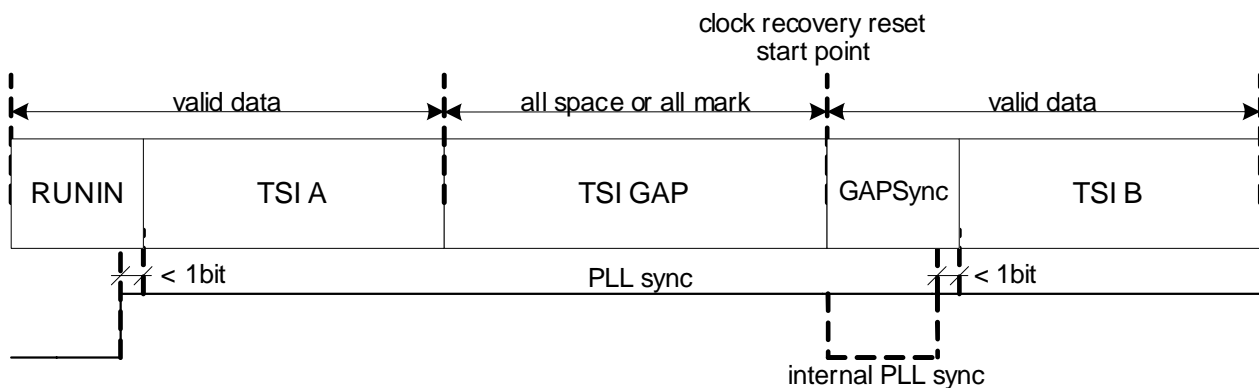 clock recovery reset
start point
valid data
all space or all mark
valid data
RUNIN
TSI A
TSI GAP
GAPSync
TSI B
< 1bit
PLL sync
< 1bit
internal PLL sync